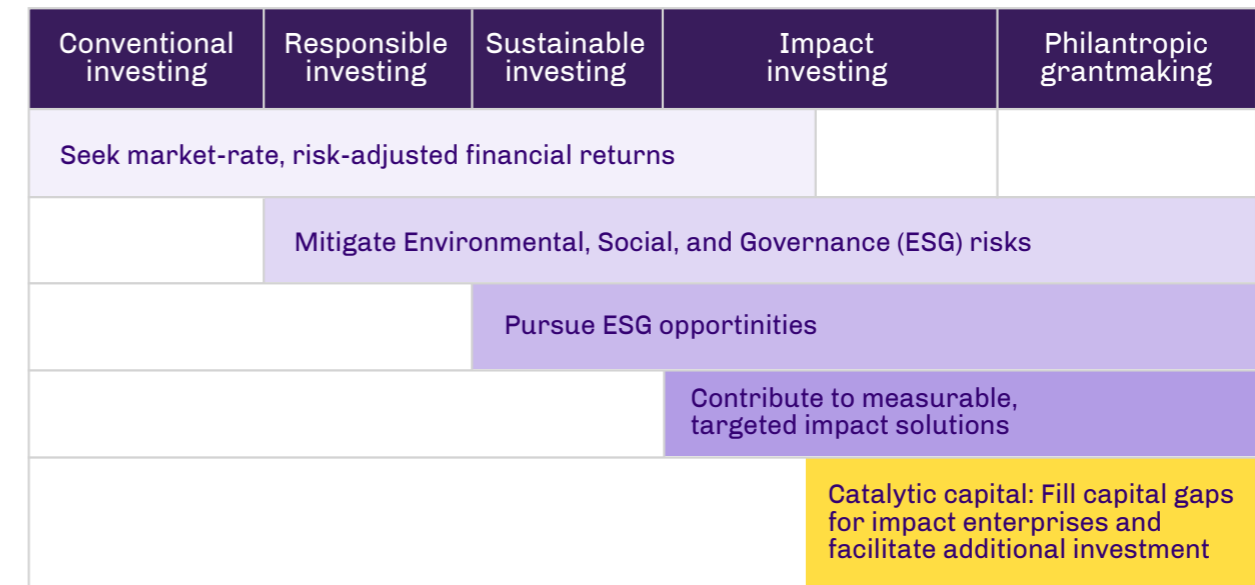 Conventional
investing
Responsible
investing
Sustainable
investing
Impact
investing
Philantropic
grantmaking
Seek market-rate, risk-adjusted financial returns
Mitigate Environmental, Social, and Governance (ESG) risks
Pursue ESG opportinities
Contribute to measurable,
targeted impact solutions
Catalytic capital: Fill capital gaps
for impact enterprises and
facilitate additional investment